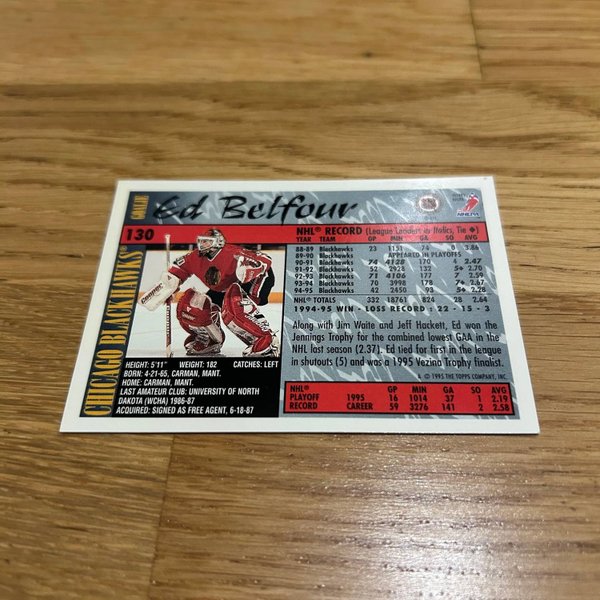 GOALIE
Ed Belfour
130
CHICAGO BLACKHAWKS®
NHL® RECORD (League Leaders in Italics, Tie ♦)
YEAR TEAM GP MIN GA SO AVG
88-89 Blackhawks 23 1151 74 3.86
89-90 Blackhawks APPEARED IN PLAYOFFS
90-91 Blackhawks 74 4128 170 4 2.47
91-92 Blackhawks 52 2928 132 5♦ 2.70
92-93 Blackhawks 71 4106 177 7 2.59
93-94 Blackhawks 70 3998 178 7♦ 2.67
94-95 Blackhawks 42 2450 93 5♦ 2.28
NHL® TOTALS 332 18761 824 28 2.64
1994-95 WIN - LOSS RECORD: 22 - 15 - 3
Along with Jim Waite and Jeff Hackett, Ed won the
Jennings Trophy for the combined lowest GAA in
the NHL last season (2.37). Ed tied for first in the league
in shutouts (5) and was a 1995 Vezina Trophy finalist.
© 1995 THE TOPPS COMPANY, INC.
HEIGHT: 5'11" WEIGHT: 182 CATCHES: LEFT
BORN: 4-21-65, CARMAN, MANT.
HOME: CARMAN, MANT.
LAST AMATEUR CLUB: UNIVERSITY OF NORTH
DAKOTA (WCHA) 1986-87
ACQUIRED: SIGNED AS FREE AGENT, 6-18-87
NHL® GP MIN GA SO AVG
PLAYOFF 1995 16 1014 37 1 2.19
RECORD CAREER 59 3276 141 2 2.58